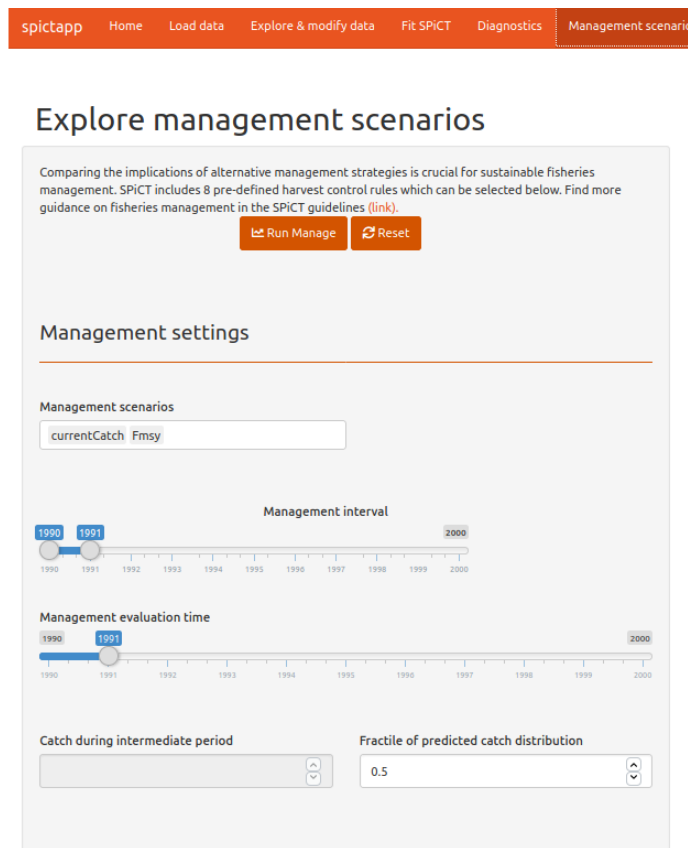 spictapp Home Load data Explore & modify data Fit SPiCT Diagnostics Management scenario
Explore management scenarios
Comparing the implications of alternative management strategies is crucial for sustainable fisheries
management. SPiCT includes 8 pre-defined harvest control rules which can be selected below. Find more
guidance on fisheries management in the SPiCT guidelines (link).
Run Manage Reset
Management settings
Management scenarios
currentCatch Fmsy
Management interval
1990 1991 2000
1990 1991 1992 1993 1994 1995 1996 1997 1998 1999 2000
Management evaluation time
1990 1991 2000
1990 1991 1992 1993 1994 1995 1996 1997 1998 1999 2000
Catch during intermediate period Fractile of predicted catch distribution
0.5